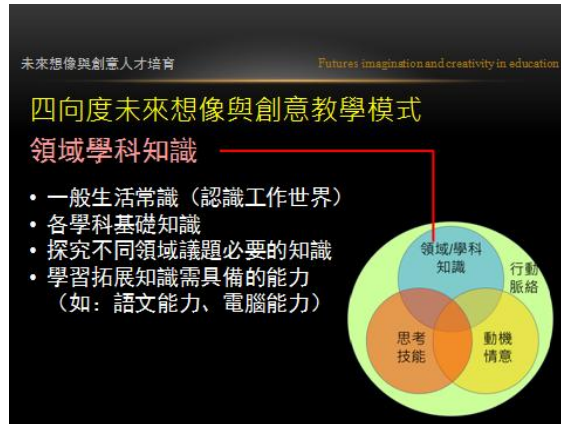 未來想像與創意人才培育
Futures imagination and creativity in education
四向度未來想像與創意教學模式
領域學科知識
• 一般生活常識（認識工作世界）
• 各學科基礎知識
• 探究不同領域議題必要的知識
• 學習拓展知識需具備的能力
（如：語文能力、電腦能力）
領域/學科
知識
行動
脈絡
思考
技能
動機
情意